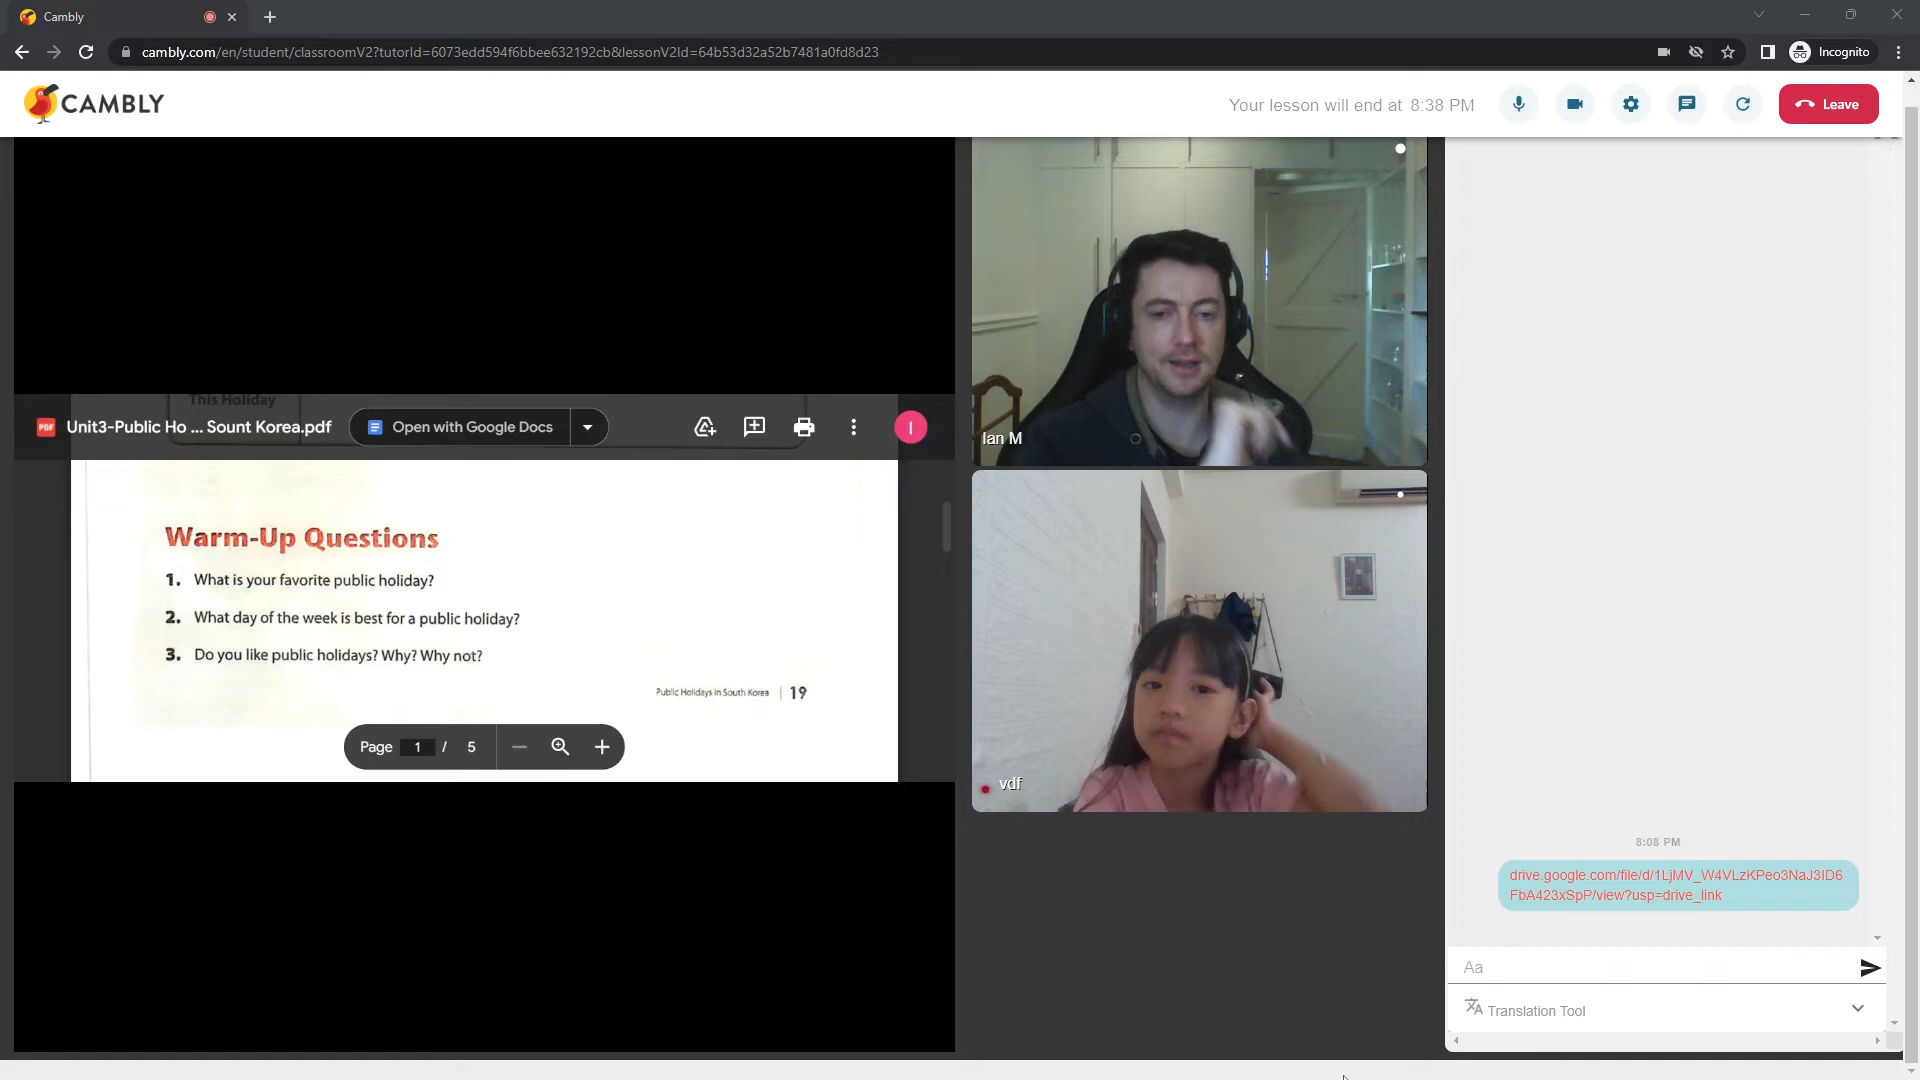 Cambly
cambly.com/en/student/classroomV2?tutorId=6073edd594f6bbee632192cb&lessonV2Id=64b53d32a52b7481a0fd8d23
Incognito
CAMBLY
Your lesson will end at 8:38 PM
Leave
This Holiday
PDF
Unit3-Public Ho ... Sount Korea.pdf
Open with Google Docs
I
Warm-Up Questions
1. What is your favorite public holiday?
2. What day of the week is best for a public holiday?
3. Do you like public holidays? Why? Why not?
Public Holidays in South Korea | 19
Page 1 / 5
Ian M
vdf
8:08 PM
drive.google.com/file/d/1LjMV_W4VLzKPeo3NaJ3ID6
FbA423xSpP/view?usp=drive_link
Aa
Translation Tool